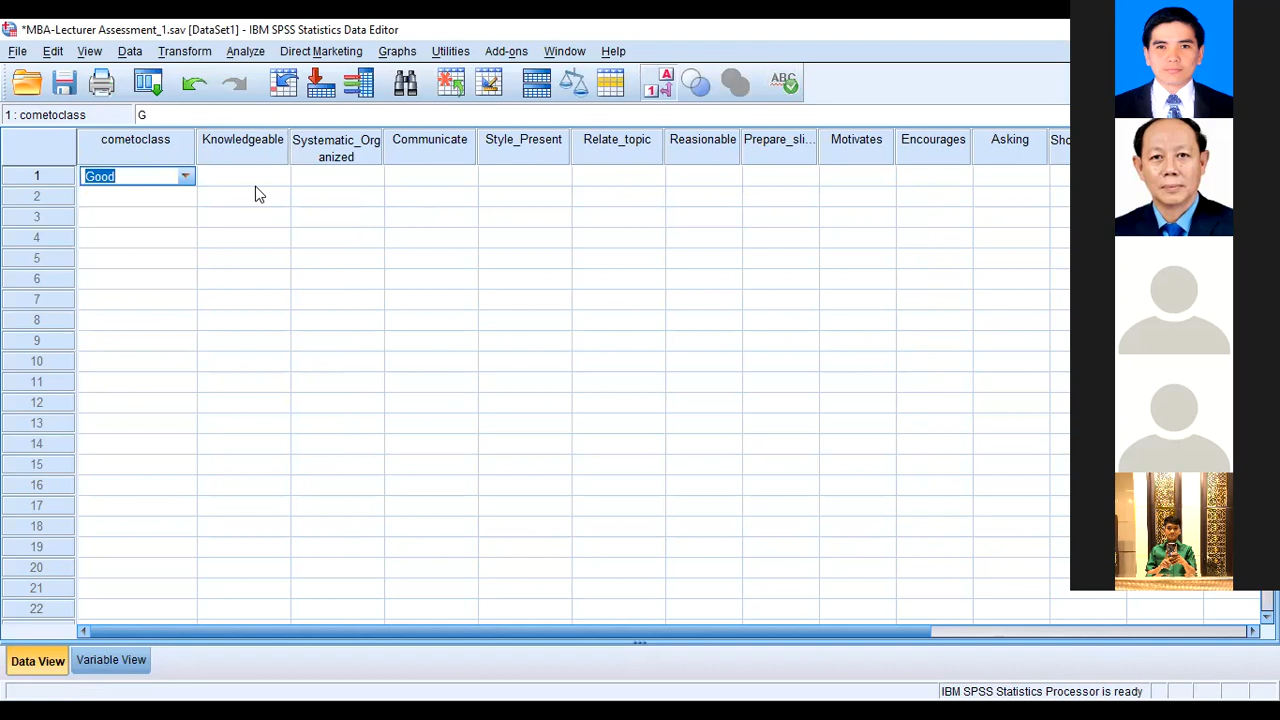 *MBA-Lecturer Assessment_1.sav [DataSet1] - IBM SPSS Statistics Data Editor
File Edit View Data Transform Analyze Direct Marketing Graphs Utilities Add-ons Window Help
1 : cometoclass G
cometoclass Knowledgeable Systematic_Org Communicate Style_Present Relate_topic Reasionable Prepare_sli... Motivates Encourages Asking Sho
anized
1 Good
2
3
4
5
6
7
8
9
10
11
12
13
14
15
16
17
18
19
20
21
22
Data View Variable View
IBM SPSS Statistics Processor is ready